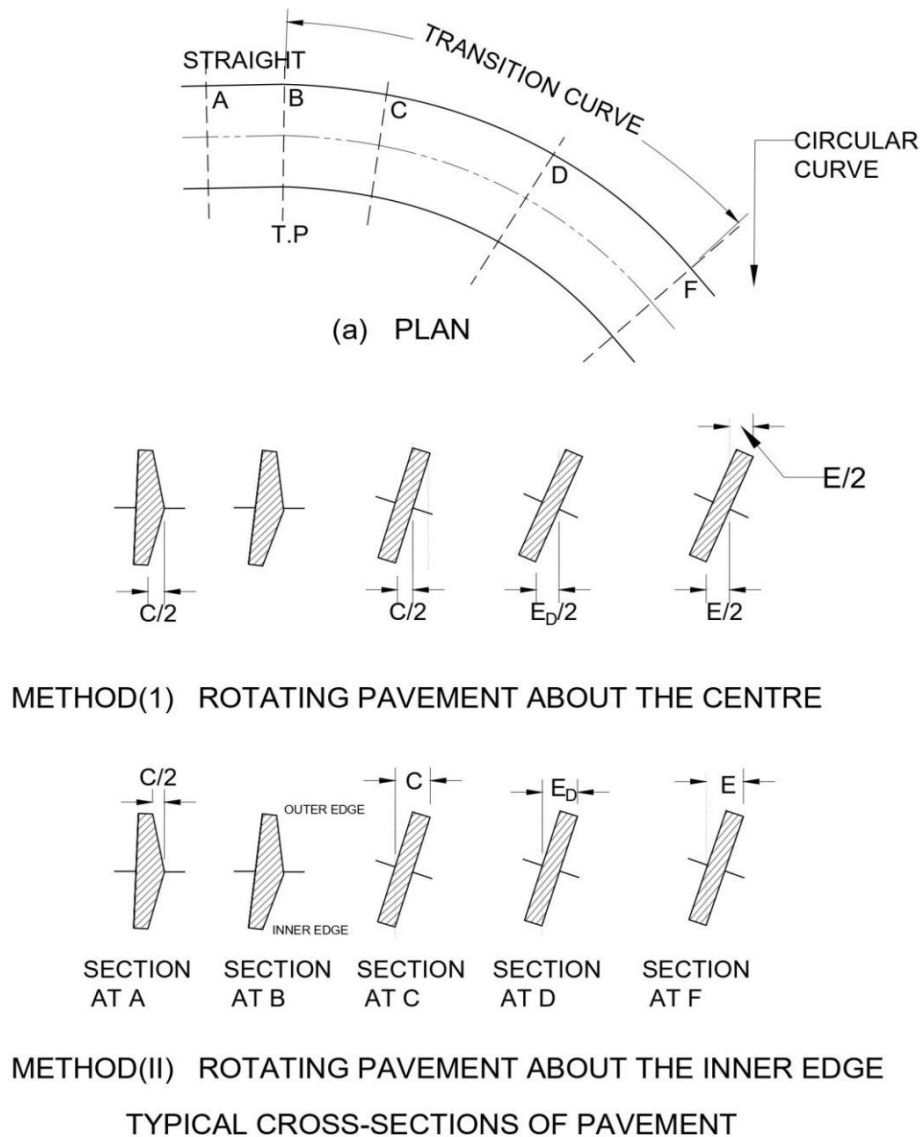 TRANSITION CURVE
STRAIGHT
A
B
C
D
CIRCULAR
CURVE
T.P
F
(a) PLAN
E/2
C/2
C/2
E_D/2
E/2
METHOD(1) ROTATING PAVEMENT ABOUT THE CENTRE
C/2
C
E_D
E
OUTER EDGE
INNER EDGE
SECTION
AT A
SECTION
AT B
SECTION
AT C
SECTION
AT D
SECTION
AT F
METHOD(II) ROTATING PAVEMENT ABOUT THE INNER EDGE
TYPICAL CROSS-SECTIONS OF PAVEMENT